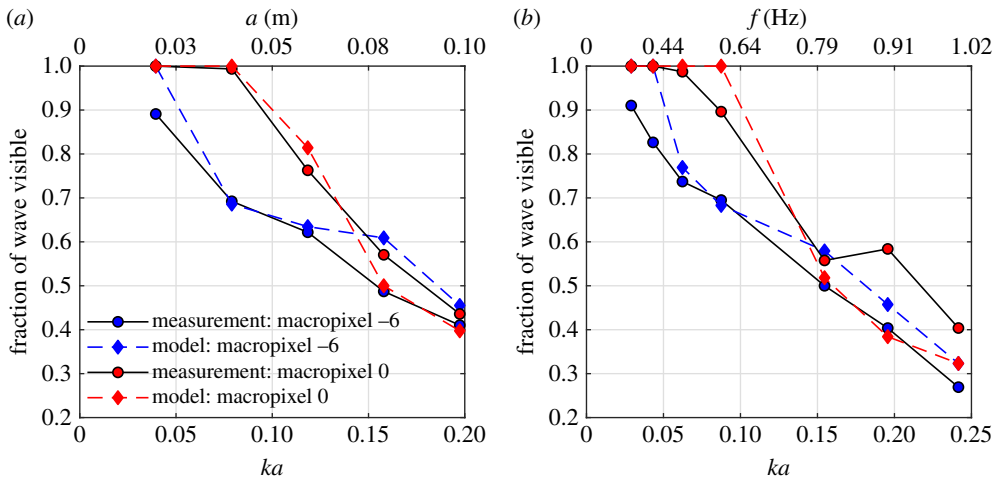 (a) a (m)
0 0.03 0.05 0.08 0.10
1.0
0.9
0.8
0.7
0.6
0.5
0.4
0.3
0.2
fraction of wave visible
measurement: macropixel –6
model: macropixel –6
measurement: macropixel 0
model: macropixel 0
0 0.05 0.10 0.15 0.20
ka
(b) f (Hz)
0 0.44 0.64 0.79 0.91 1.02
1.0
0.9
0.8
0.7
0.6
0.5
0.4
0.3
0.2
fraction of wave visible
0 0.05 0.10 0.15 0.20 0.25
ka